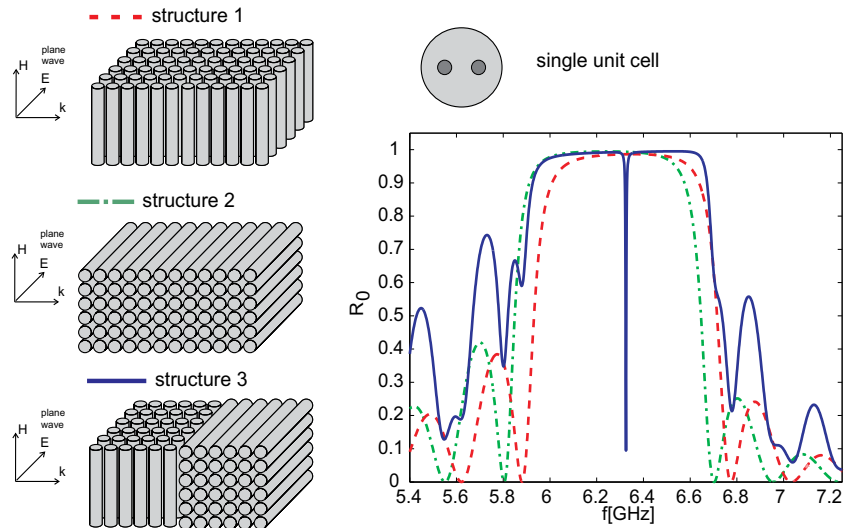 structure 1
plane
wave
H
E
k
single unit cell
structure 2
plane
wave
H
E
k
structure 3
plane
wave
H
E
k
1
0.9
0.8
0.7
0.6
0.5
0.4
0.3
0.2
0.1
0
R0
5.4 5.6 5.8 6 6.2 6.4 6.6 6.8 7 7.2
f[GHz]